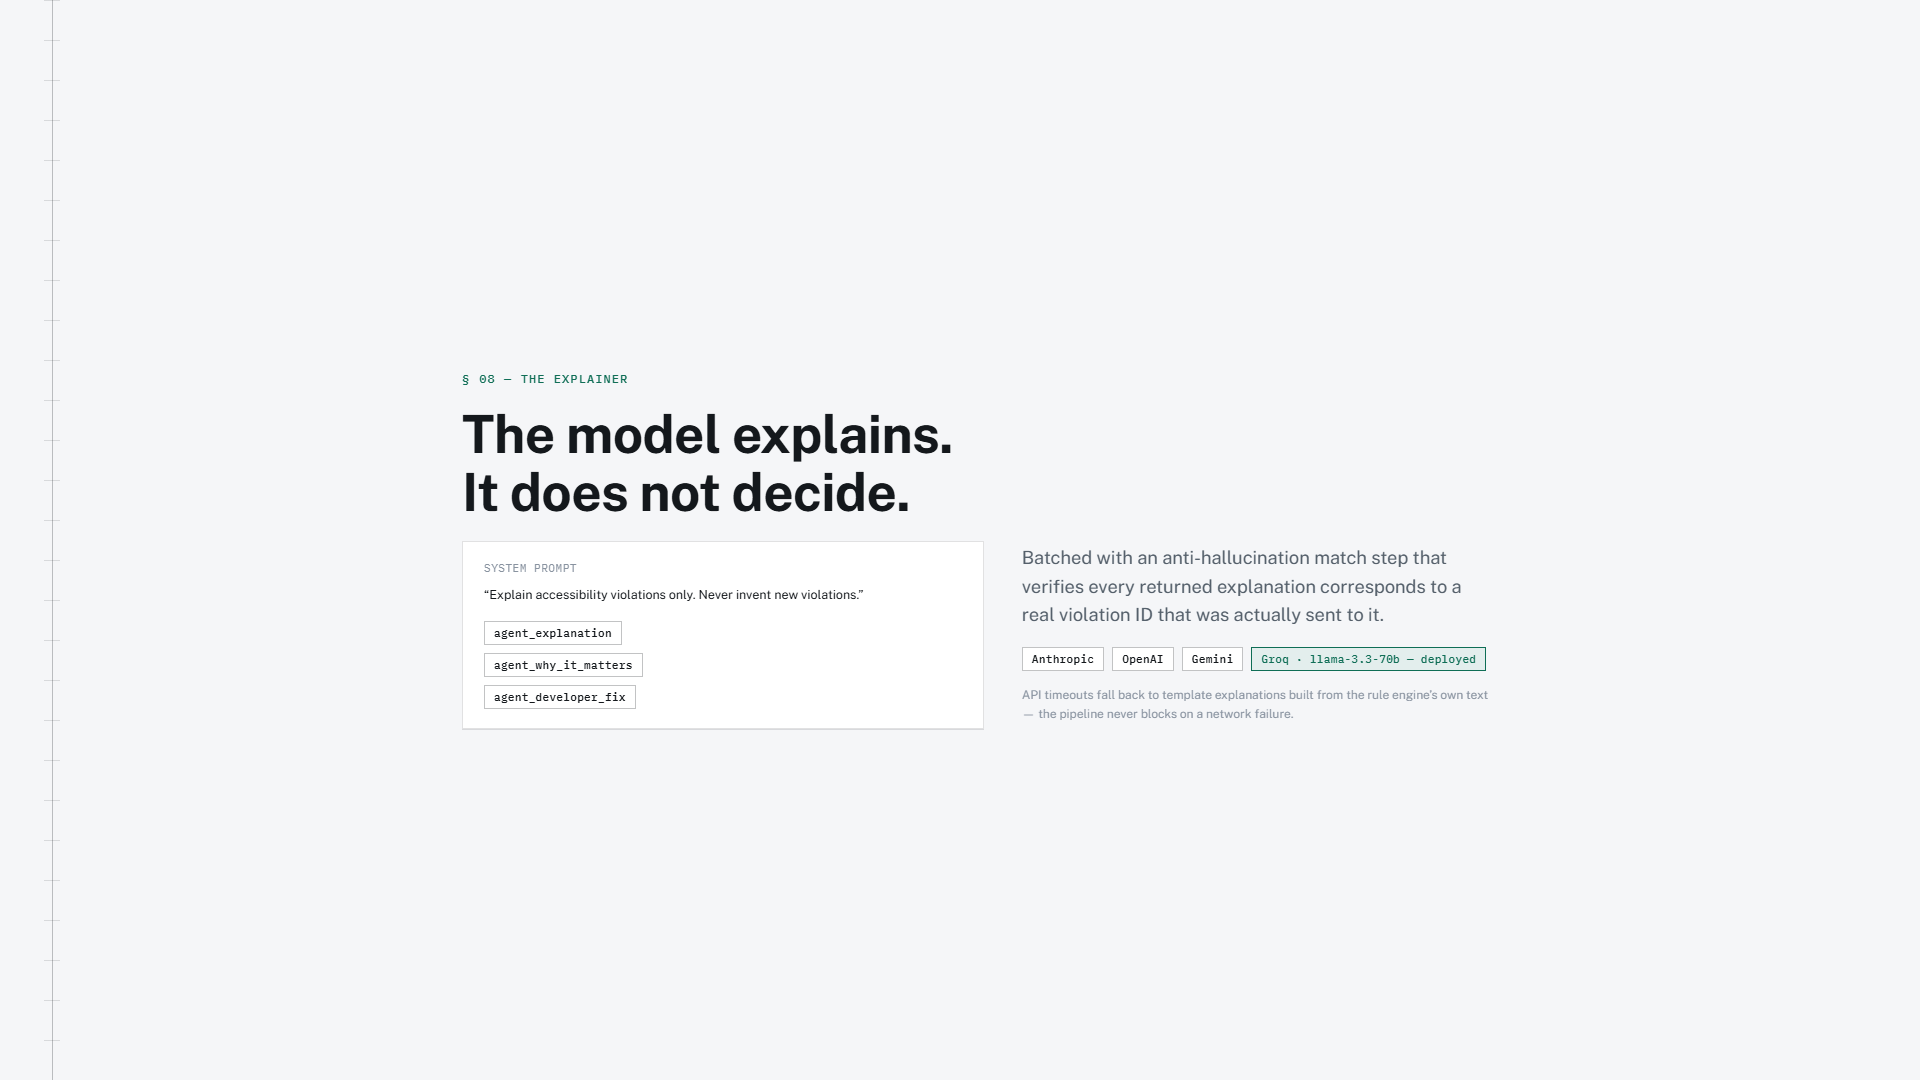 § 08 — THE EXPLAINER
The model explains.
It does not decide.
SYSTEM PROMPT
“Explain accessibility violations only. Never invent new violations.”
agent_explanation
agent_why_it_matters
agent_developer_fix
Batched with an anti-hallucination match step that
verifies every returned explanation corresponds to a
real violation ID that was actually sent to it.
Anthropic OpenAI Gemini Groq · llama-3.3-70b — deployed
API timeouts fall back to template explanations built from the rule engine’s own text
— the pipeline never blocks on a network failure.